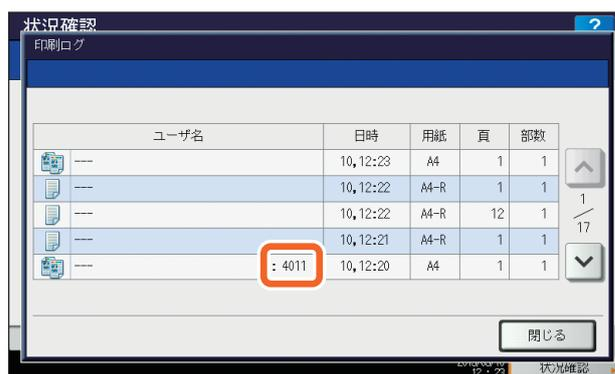 状況確認
?
印刷ログ
ユーザ名 日時 用紙 頁 部数
--- 10,12:23 A4 1 1
--- 10,12:22 A4-R 1 1
--- 10,12:22 A4-R 12 1
--- 10,12:21 A4-R 1 1
--- : 4011 10,12:20 A4 1 1
1
17
閉じる
12 : 23 状況確認